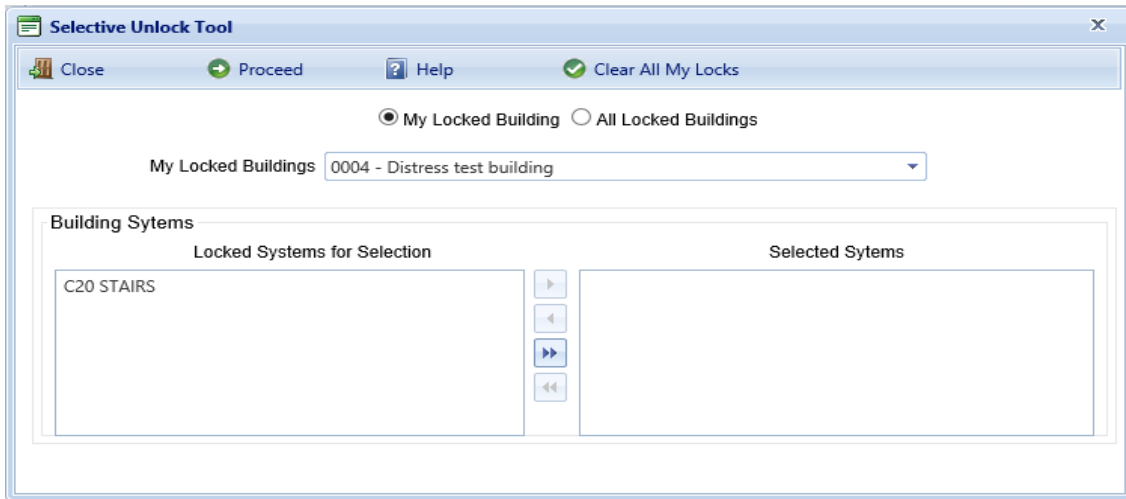 Selective Unlock Tool
Close Proceed Help Clear All My Locks
My Locked Building All Locked Buildings
My Locked Buildings 0004 - Distress test building
Building Sytems
Locked Systems for Selection Selected Sytems
C20 STAIRS